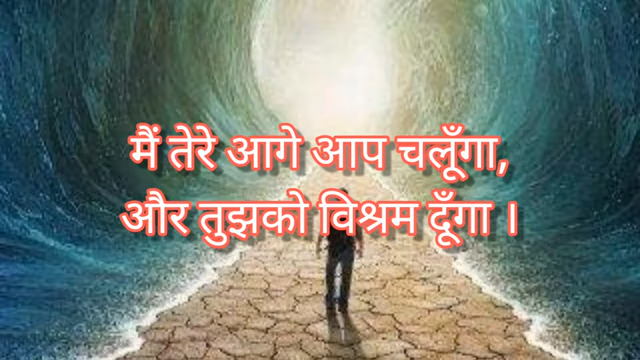 मैं तेरे आगे आप चलूँगा,
और तुझको विश्रम दूँगा ।